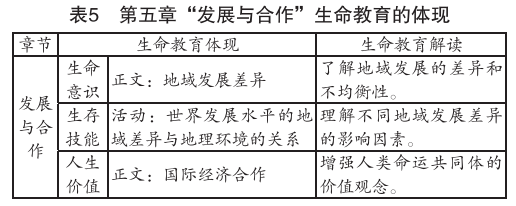 表5 第五章“发展与合作”生命教育的体现
章节 生命教育体现 生命教育解读
发展与合作
生命意识 正文：地域发展差异 了解地域发展的差异和不均衡性。
生存技能 活动：世界发展水平的地域差异与地理环境的关系 理解不同地域发展差异的影响因素。
人生价值 正文：国际经济合作 增强人类命运共同体的价值观念。